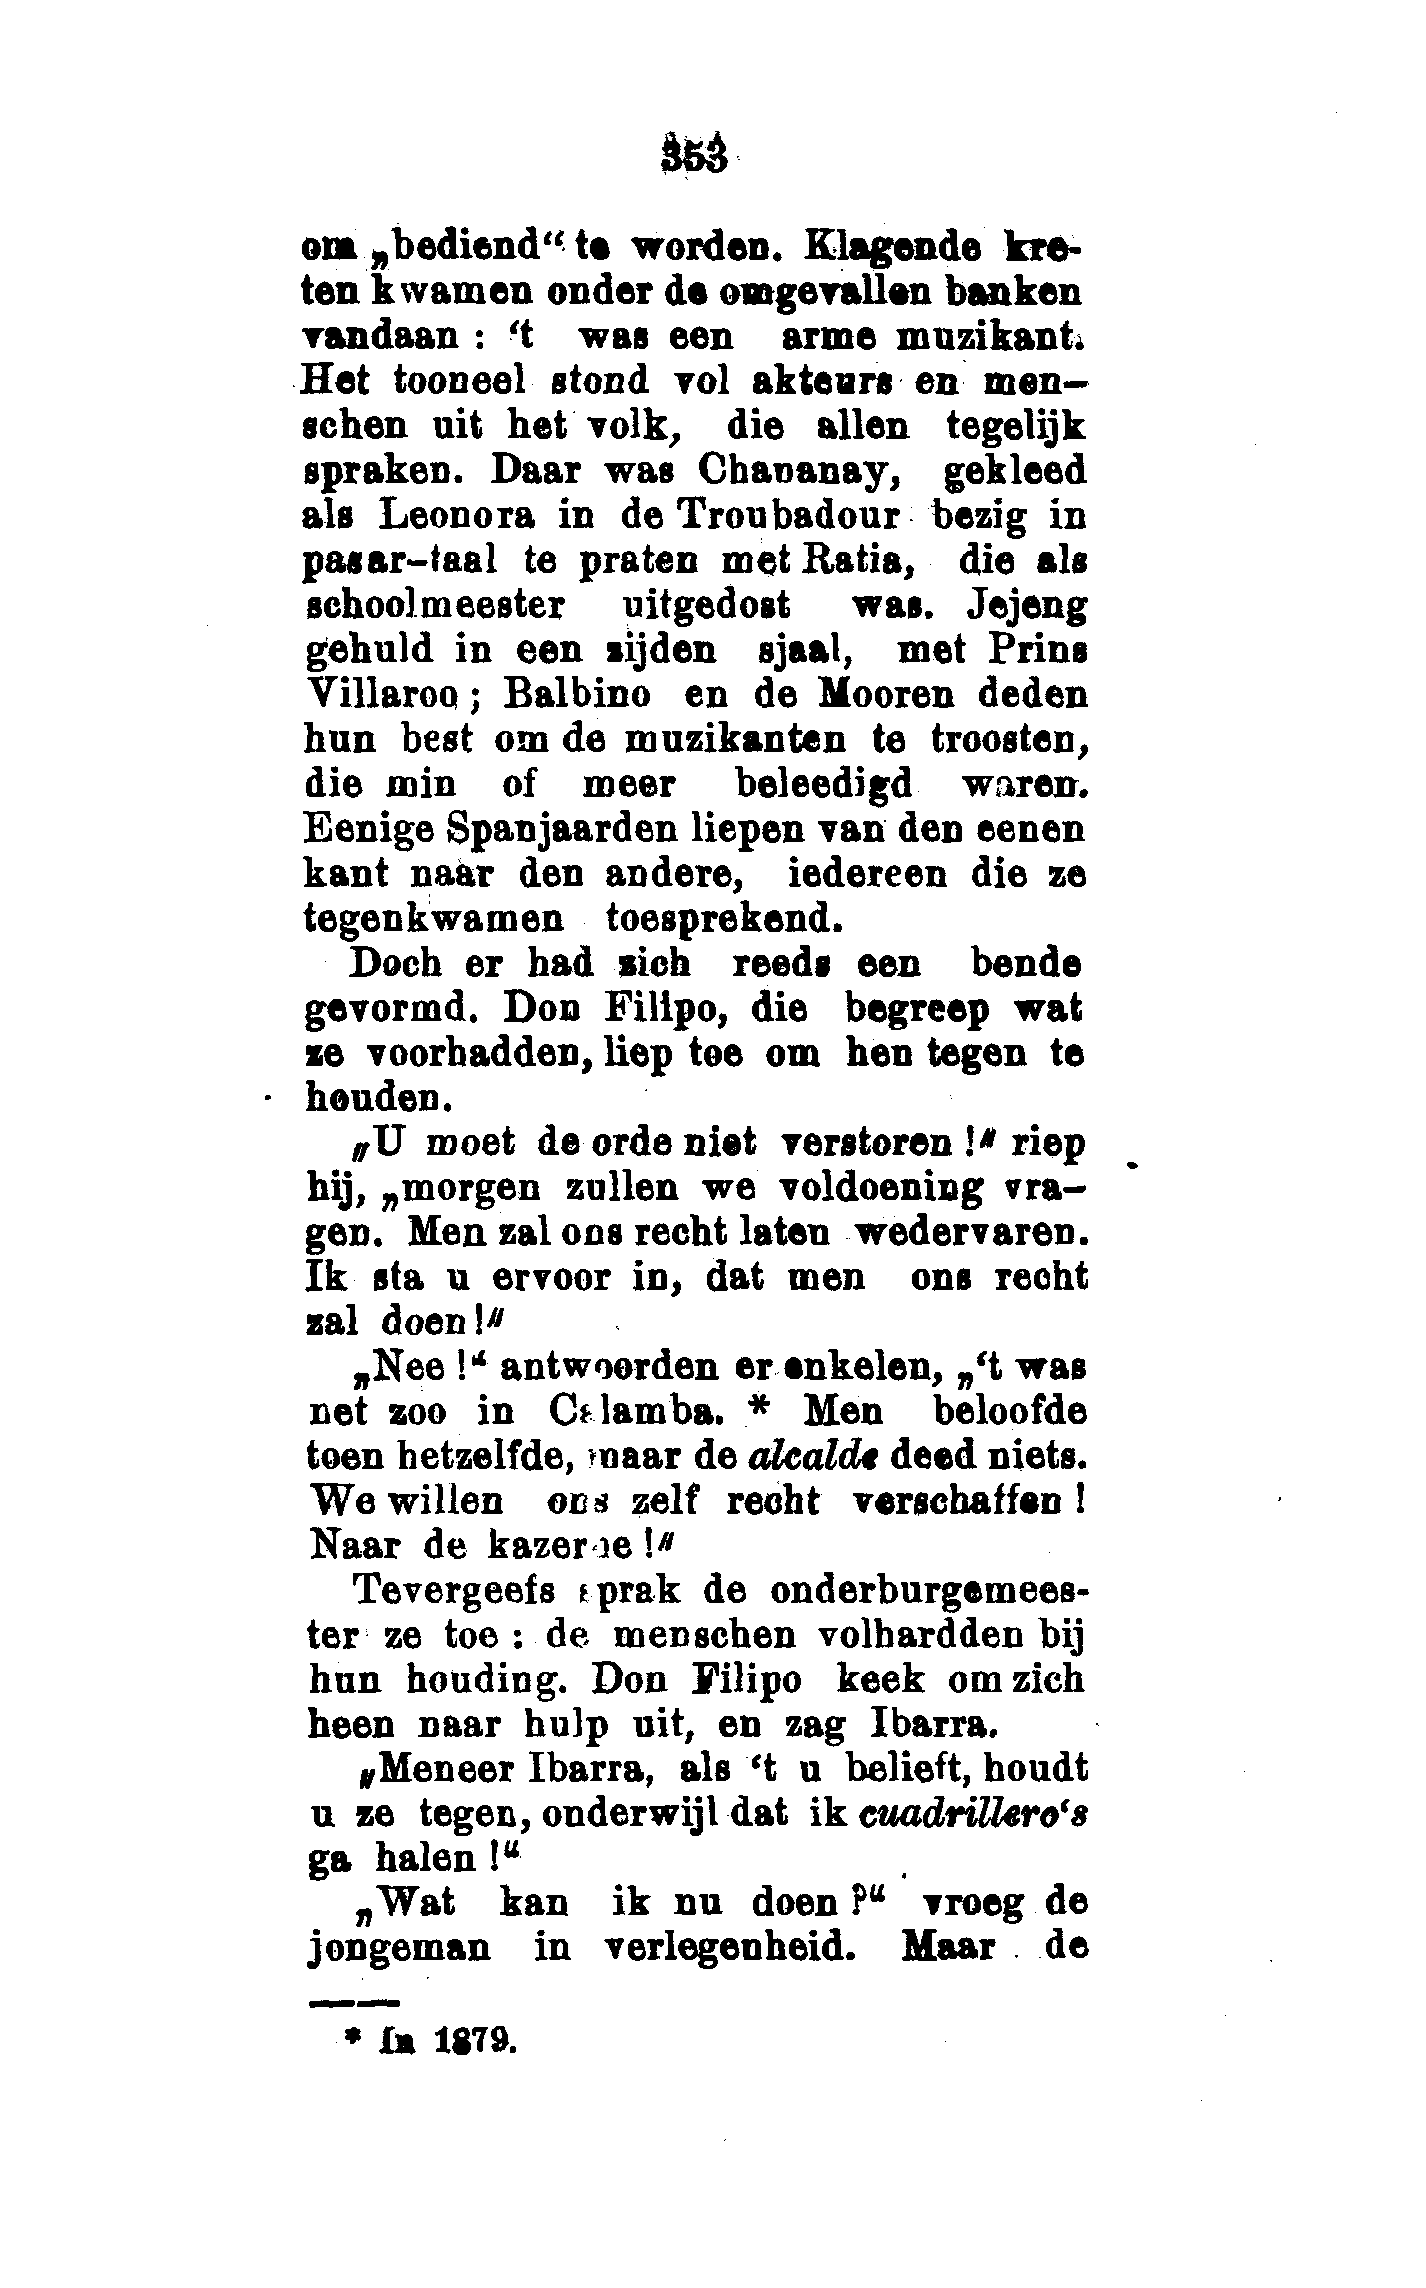 353
om „bediend“ te worden. Klagende kre-
ten kwamen onder de omgevallen banken
vandaan : ‘t was een arme muzikant.
Het tooneel stond vol akteurs en men-
schen uit het volk, die allen tegelijk
spraken. Daar was Chananay, gekleed
als Leonora in de Troubadour bezig in
pasar-taal te praten met Ratia, die als
schoolmeester uitgedost was. Jejeng
gehuld in een zijden sjaal, met Prins
Villaroq ; Balbino en de Mooren deden
hun best om de muzikanten te troosten,
die min of meer beleedigd waren.
Eenige Spanjaarden liepen van den eenen
kant naar den andere, iedereen die ze
tegenkwamen toesprekend.
Doch er had zich reeds een bende
gevormd. Don Filipo, die begreep wat
ze voorhadden, liep toe om hen tegen te
houden.
„U moet de orde niet verstoren !“ riep
hij, „morgen zullen we voldoening vra-
gen. Men zal ons recht laten wedervaren.
Ik sta u ervoor in, dat men ons recht
zal doen !“
„Nee !“ antwoorden er enkelen, „‘t was
net zoo in Calamba. * Men beloofde
toen hetzelfde, maar de alcalde deed niets.
We willen ons zelf recht verschaffen !
Naar de kazerne !“
Tevergeefs sprak de onderburgemees-
ter ze toe : de menschen volhardden bij
hun houding. Don Filipo keek om zich
heen naar hulp uit, en zag Ibarra.
„Meneer Ibarra, als ‘t u belieft, houdt
u ze tegen, onderwijl dat ik cuadrillero‘s
ga halen !“
„Wat kan ik nu doen ?“ vroeg de
jongeman in verlegenheid. Maar de
* In 1879.